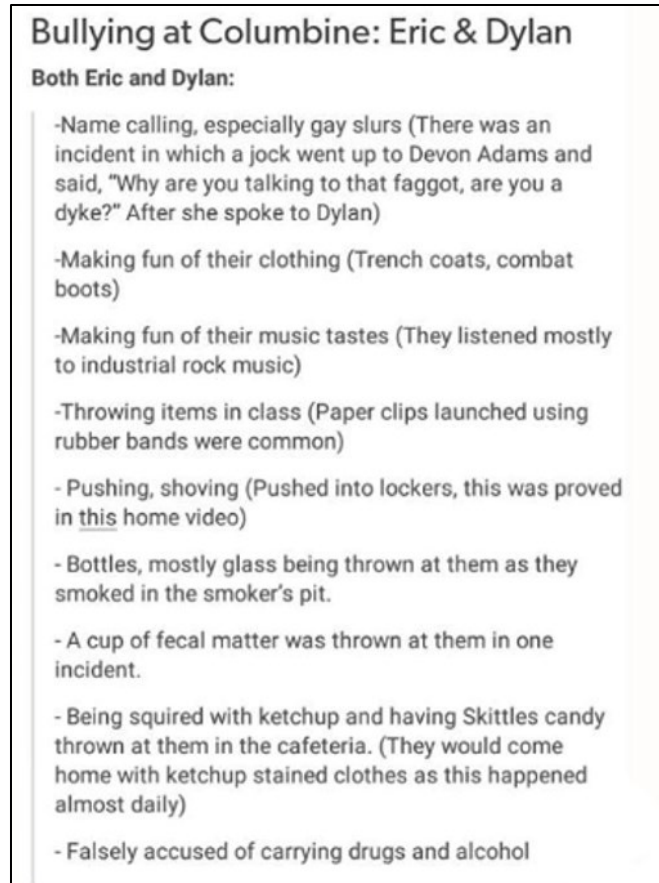 Bullying at Columbine: Eric & Dylan
Both Eric and Dylan:
-Name calling, especially gay slurs (There was an
incident in which a jock went up to Devon Adams and
said, "Why are you talking to that faggot, are you a
dyke?" After she spoke to Dylan)
-Making fun of their clothing (Trench coats, combat
boots)
-Making fun of their music tastes (They listened mostly
to industrial rock music)
-Throwing items in class (Paper clips launched using
rubber bands were common)
- Pushing, shoving (Pushed into lockers, this was proved
in this home video)
- Bottles, mostly glass being thrown at them as they
smoked in the smoker's pit.
- A cup of fecal matter was thrown at them in one
incident.
- Being squired with ketchup and having Skittles candy
thrown at them in the cafeteria. (They would come
home with ketchup stained clothes as this happened
almost daily)
- Falsely accused of carrying drugs and alcohol